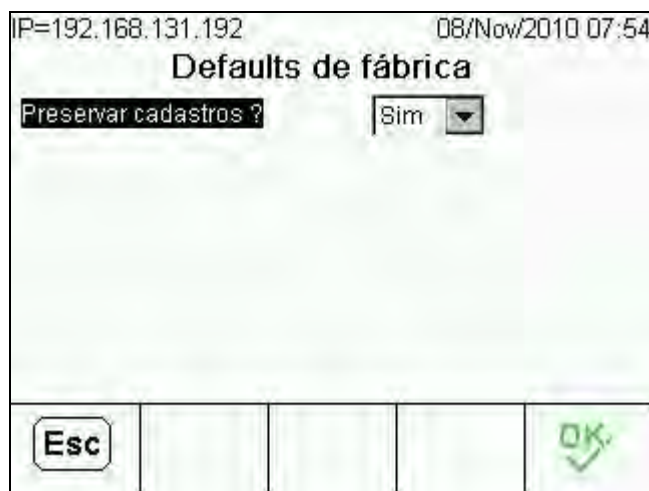 IP=192.168.131.192 08/Nov/2010 07:54
Defaults de fábrica
Preservar cadastros ? Sim
Esc OK